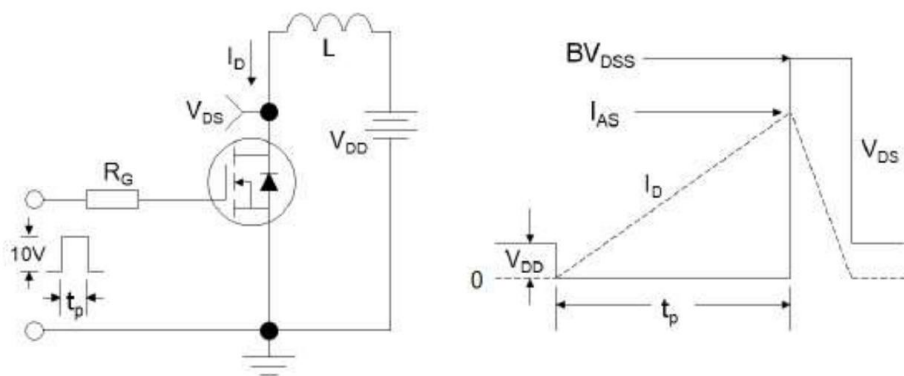 L
I_D
V_DS
V_DD
R_G
10V
t_p
BV_DSS
I_AS
V_DS
I_D
V_DD
0
t_p